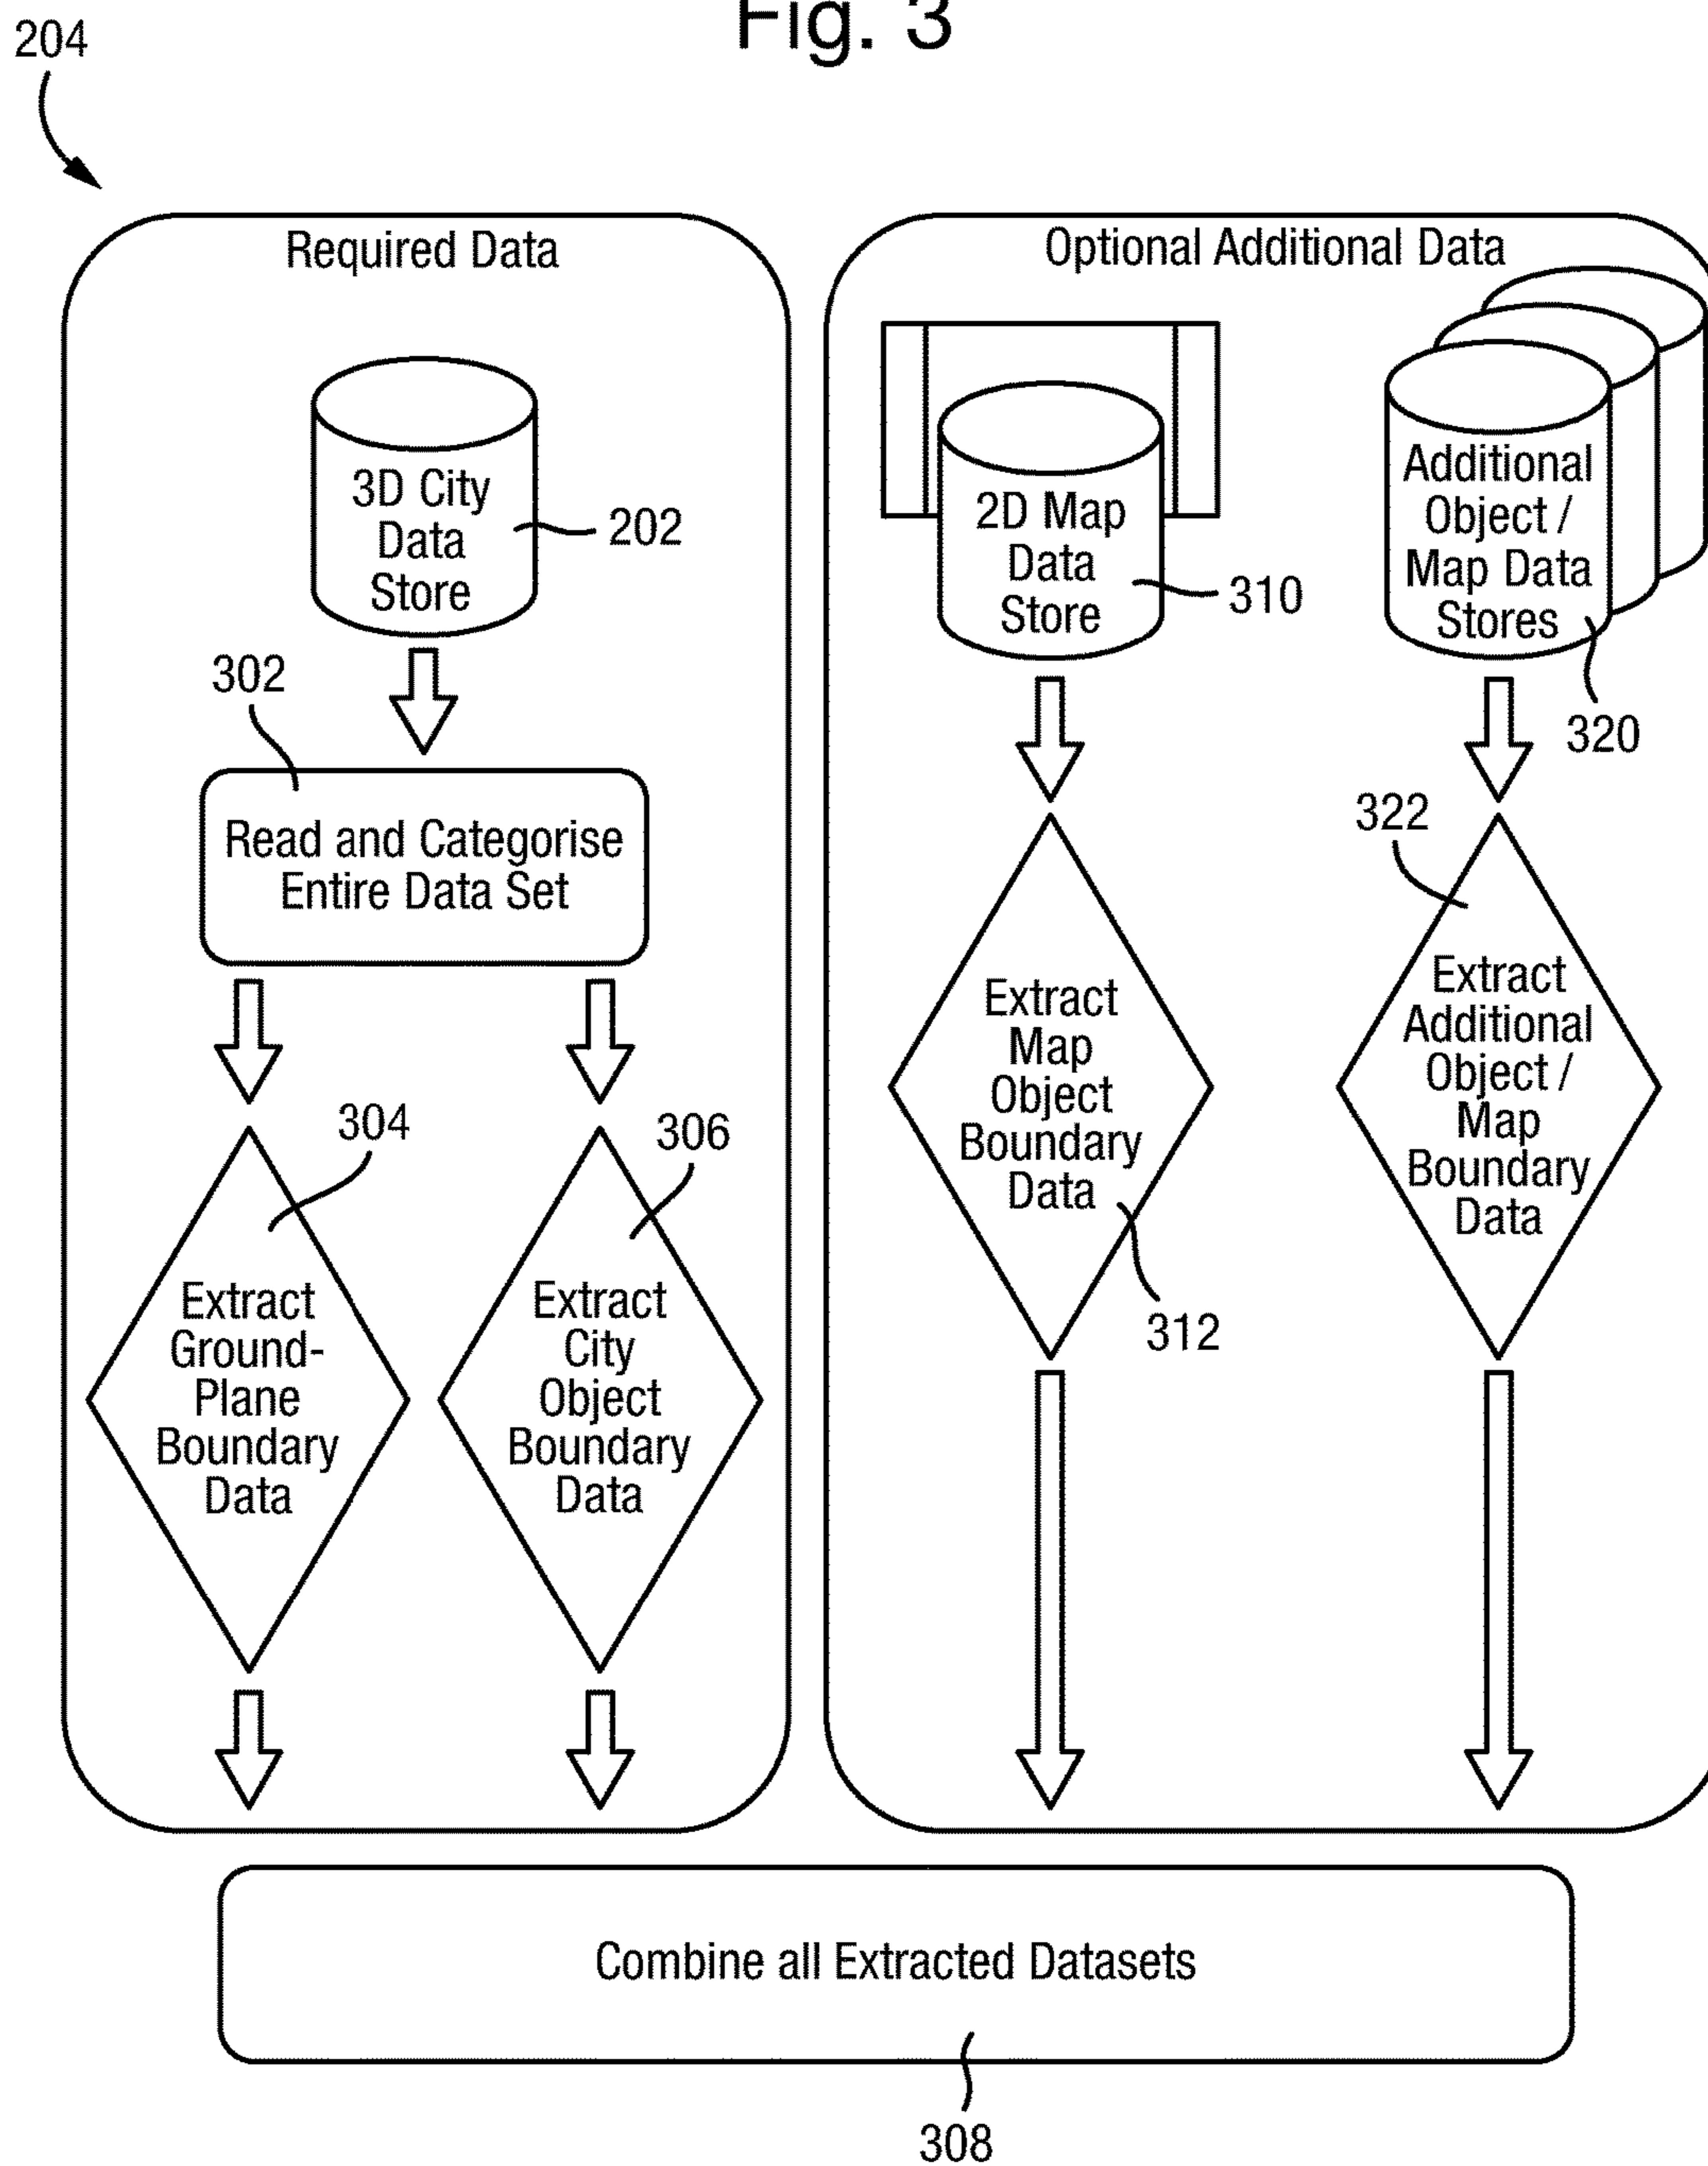 Fig. 3
204
Required Data
3D City
Data
Store
202
302
Read and Categorise
Entire Data Set
304
306
Extract
Ground-
Plane
Boundary
Data
Extract
City
Object
Boundary
Data
Optional Additional Data
2D Map
Data
Store
310
Additional
Object /
Map Data
Stores
320
322
Extract
Map
Object
Boundary
Data
312
Extract
Additional
Object /
Map
Boundary
Data
Combine all Extracted Datasets
308